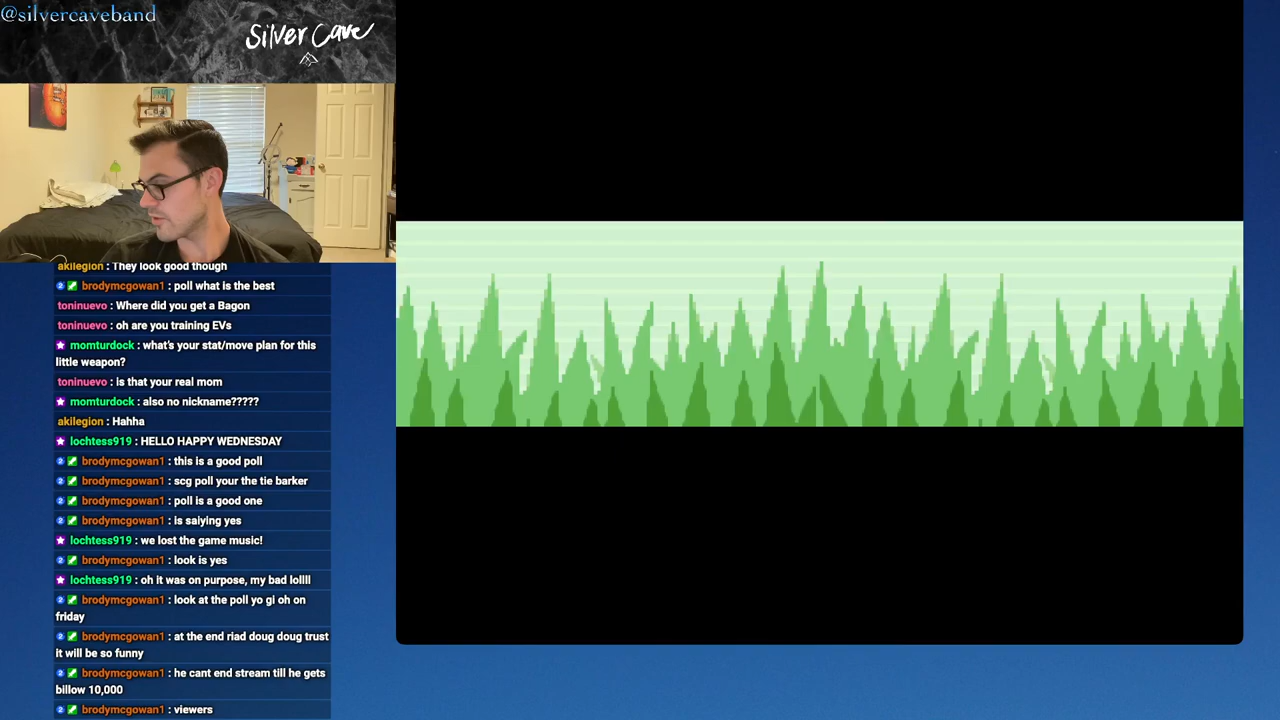 @silvercaveband
Silver Cave
akilegion : They look good though
brodymcgowan1 : poll what is the best
toninuevo : Where did you get a Bagon
toninuevo : oh are you training EVs
momturdock : what's your stat/move plan for this
little weapon?
toninuevo : is that your real mom
momturdock : also no nickname?????
akilegion : Hahha
lochtess919 : HELLO HAPPY WEDNESDAY
brodymcgowan1 : this is a good poll
brodymcgowan1 : scg poll your the tie barker
brodymcgowan1 : poll is a good one
brodymcgowan1 : is saiying yes
lochtess919 : we lost the game music!
brodymcgowan1 : look is yes
lochtess919 : oh it was on purpose, my bad lollll
brodymcgowan1 : look at the poll yo gi oh on
friday
brodymcgowan1 : at the end riad doug doug trust
it will be so funny
brodymcgowan1 : he cant end stream till he gets
billow 10,000
brodymcgowan1 : viewers